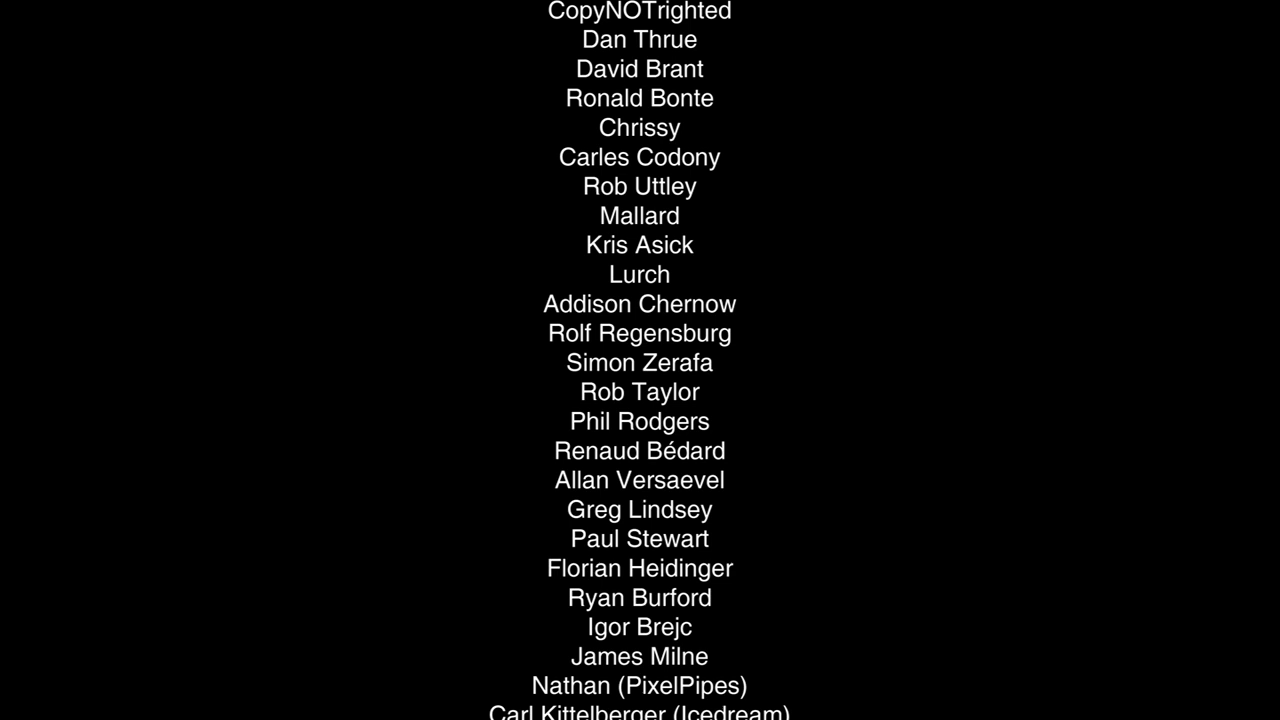 CopyNOTrighted
Dan Thrue
David Brant
Ronald Bonte
Chrissy
Carles Codony
Rob Uttley
Mallard
Kris Asick
Lurch
Addison Chernow
Rolf Regensburg
Simon Zerafa
Rob Taylor
Phil Rodgers
Renaud Bédard
Allan Versaevel
Greg Lindsey
Paul Stewart
Florian Heidinger
Ryan Burford
Igor Brejc
James Milne
Nathan (PixelPipes)
Carl Kittelberger (Icedream)